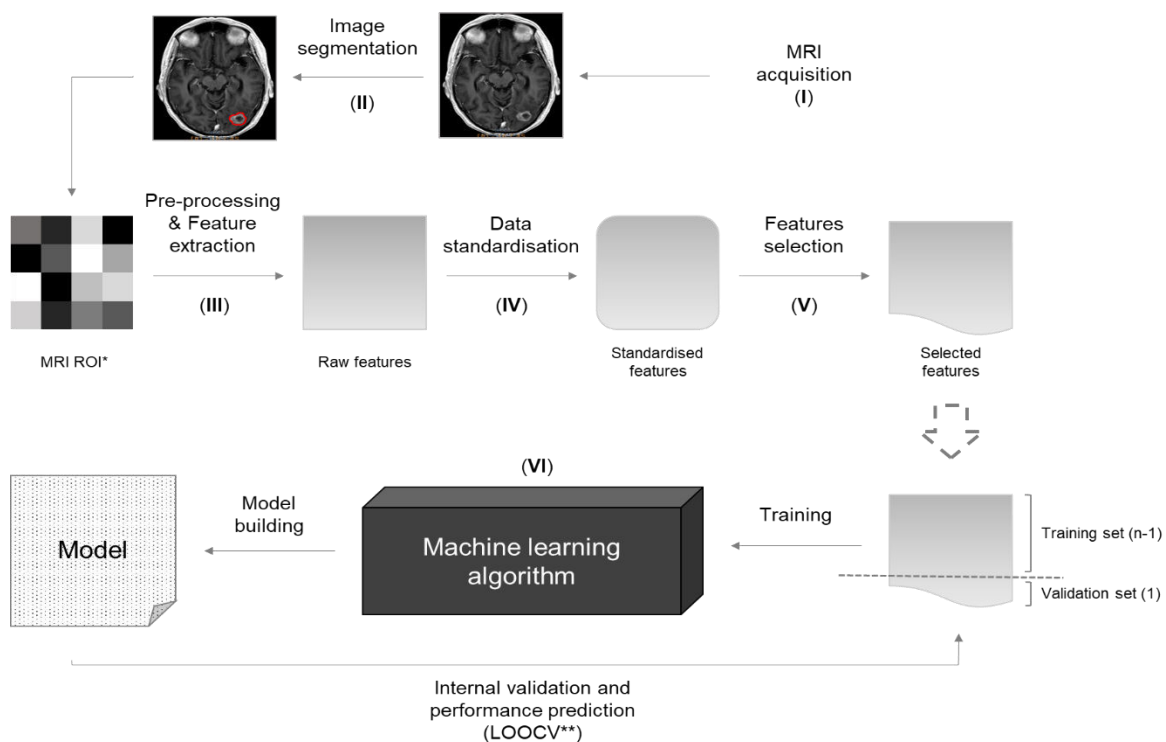 Image
segmentation
(II)
MRI
acquisition
(I)
Pre-processing
& Feature
extraction
(III)
Data
standardisation
(IV)
Features
selection
(V)
MRI ROI*
Raw features
Standardised
features
Selected
features
(VI)
Model
Model
building
Machine learning
algorithm
Training
Training set (n-1)
Validation set (1)
Internal validation and
performance prediction
(LOOCV**)